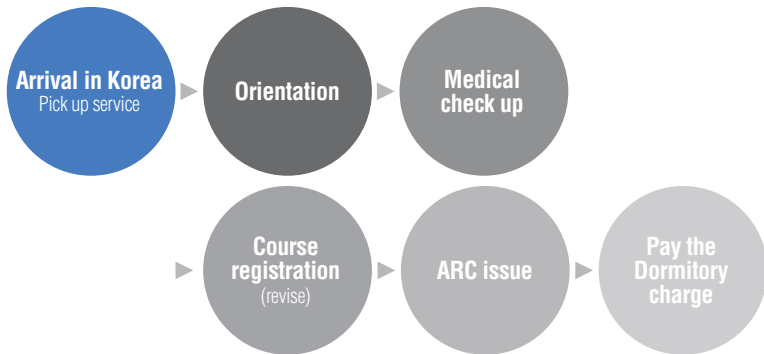 Arrival in Korea
Pick up service
Orientation
Medical
check up
Course
registration
(revise)
ARC issue
Pay the
Dormitory
charge